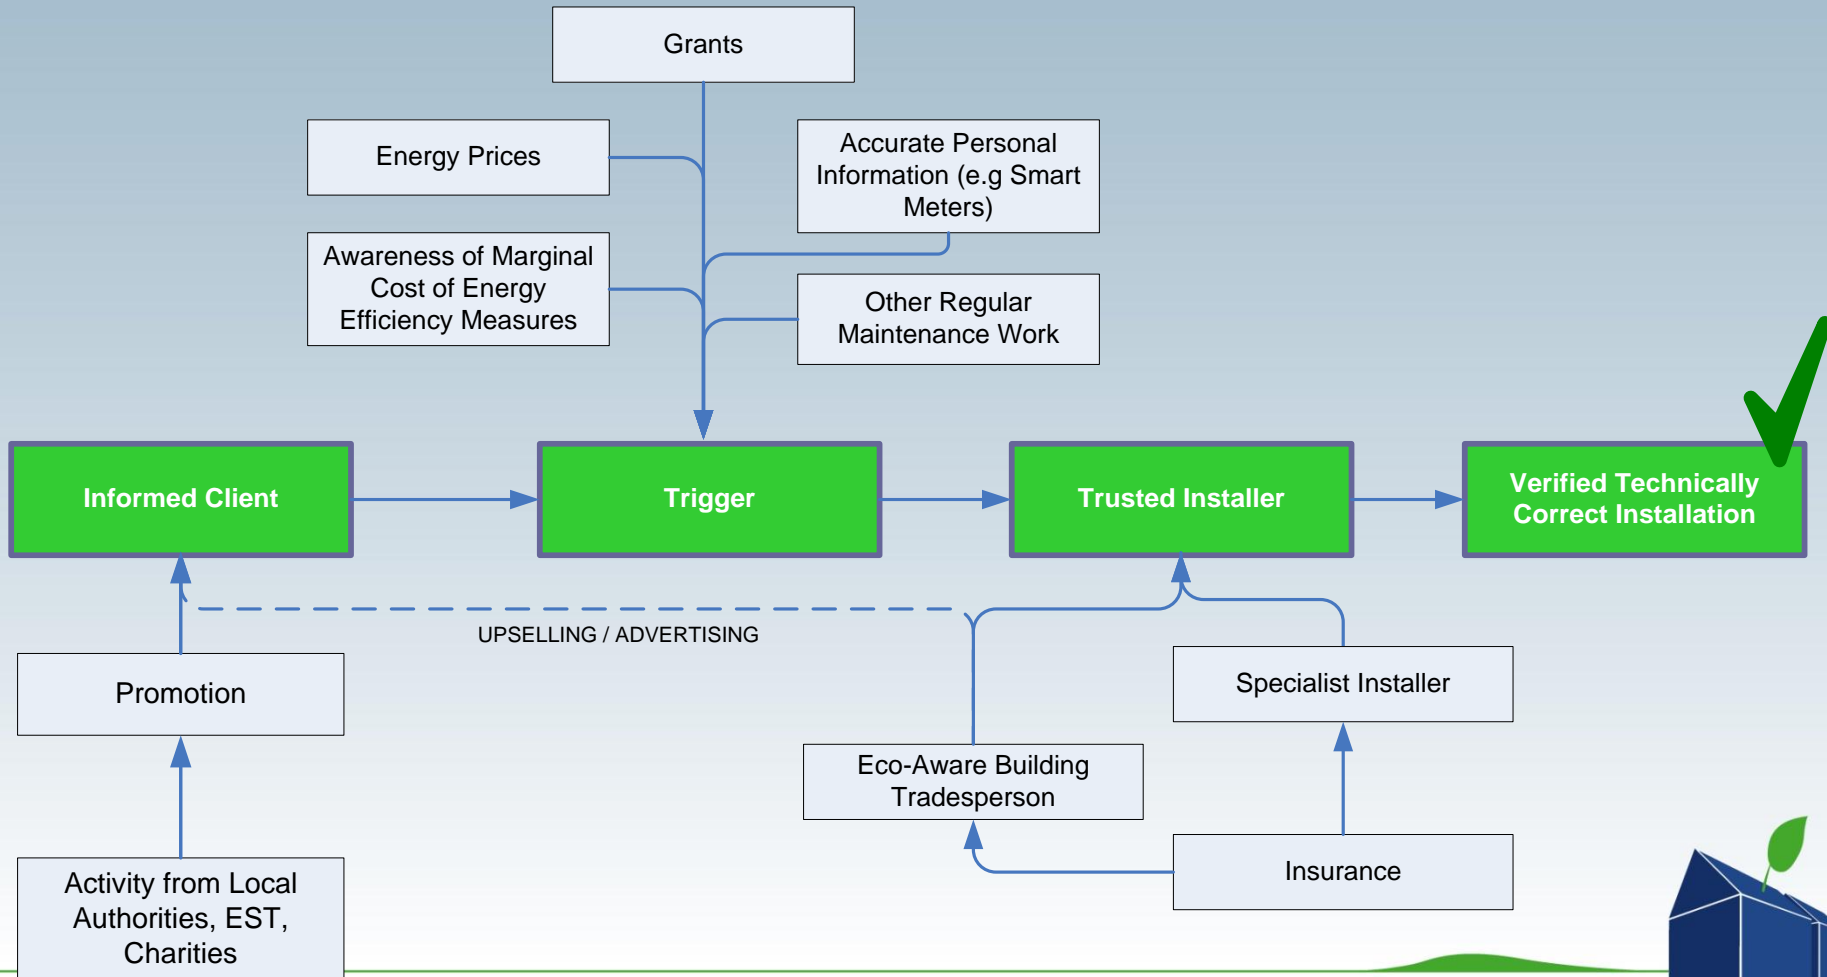 Grants
Energy Prices
Accurate Personal
Information (e.g Smart
Meters)
Awareness of Marginal
Cost of Energy
Efficiency Measures
Other Regular
Maintenance Work
Informed Client
Trigger
Trusted Installer
Verified Technically
Correct Installation
UPSELLING / ADVERTISING
Promotion
Specialist Installer
Eco-Aware Building
Tradesperson
Insurance
Activity from Local
Authorities, EST,
Charities